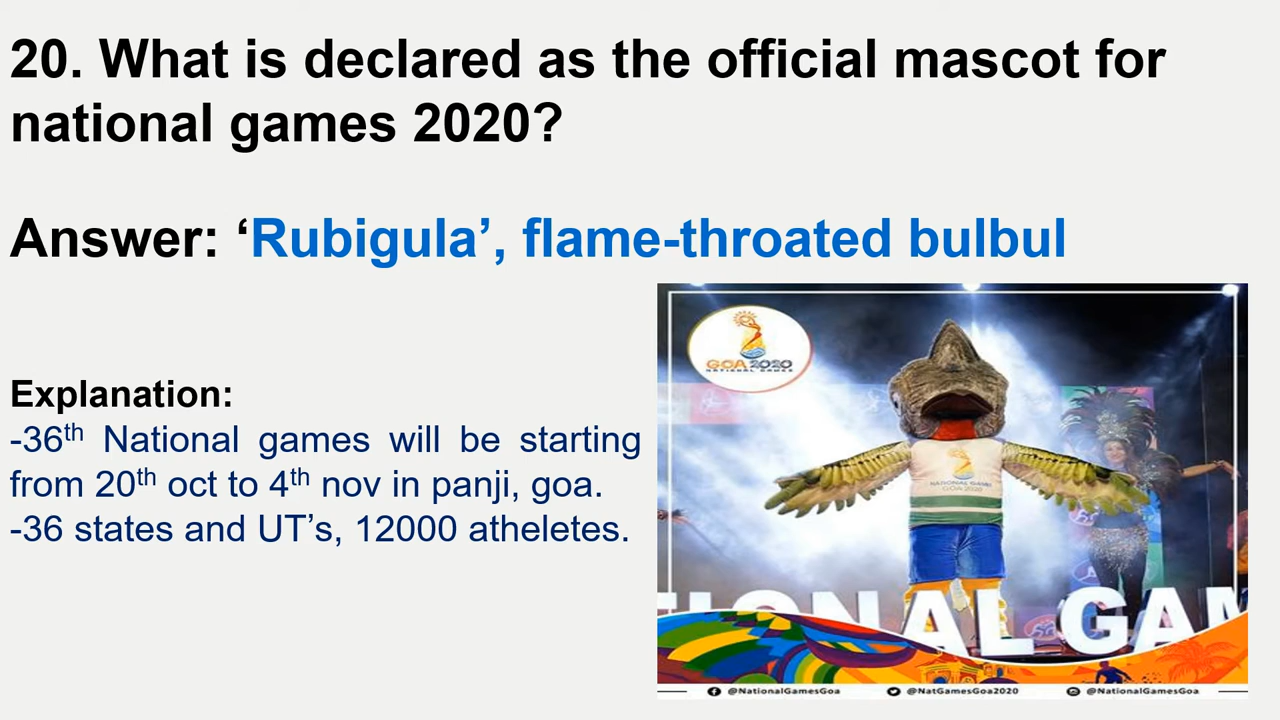 20. What is declared as the official mascot for
national games 2020?
Answer: ‘Rubigula’, flame-throated bulbul
Explanation:
-36th National games will be starting
from 20th oct to 4th nov in panji, goa.
-36 states and UT’s, 12000 atheletes.
GOA 2020
NATIONAL GAMES
NATIONAL GAMES
GOA 2020
IONAL GAM
@NationalGamesGoa
@NatGamesGoa2020
@NationalGamesGoa